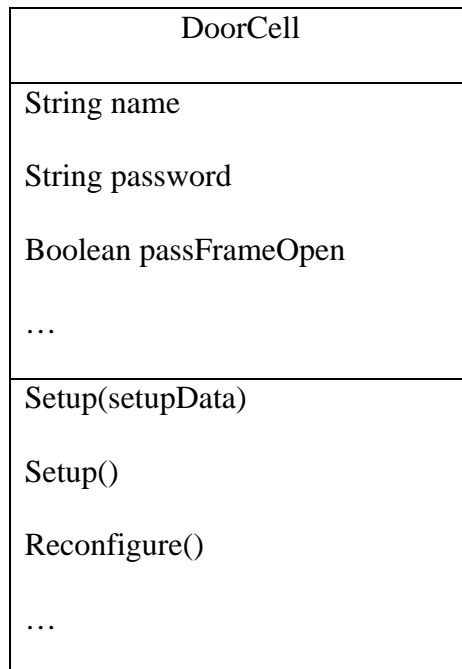 DoorCell
String name
String password
Boolean passFrameOpen
…
Setup(setupData)
Setup()
Reconfigure()
…